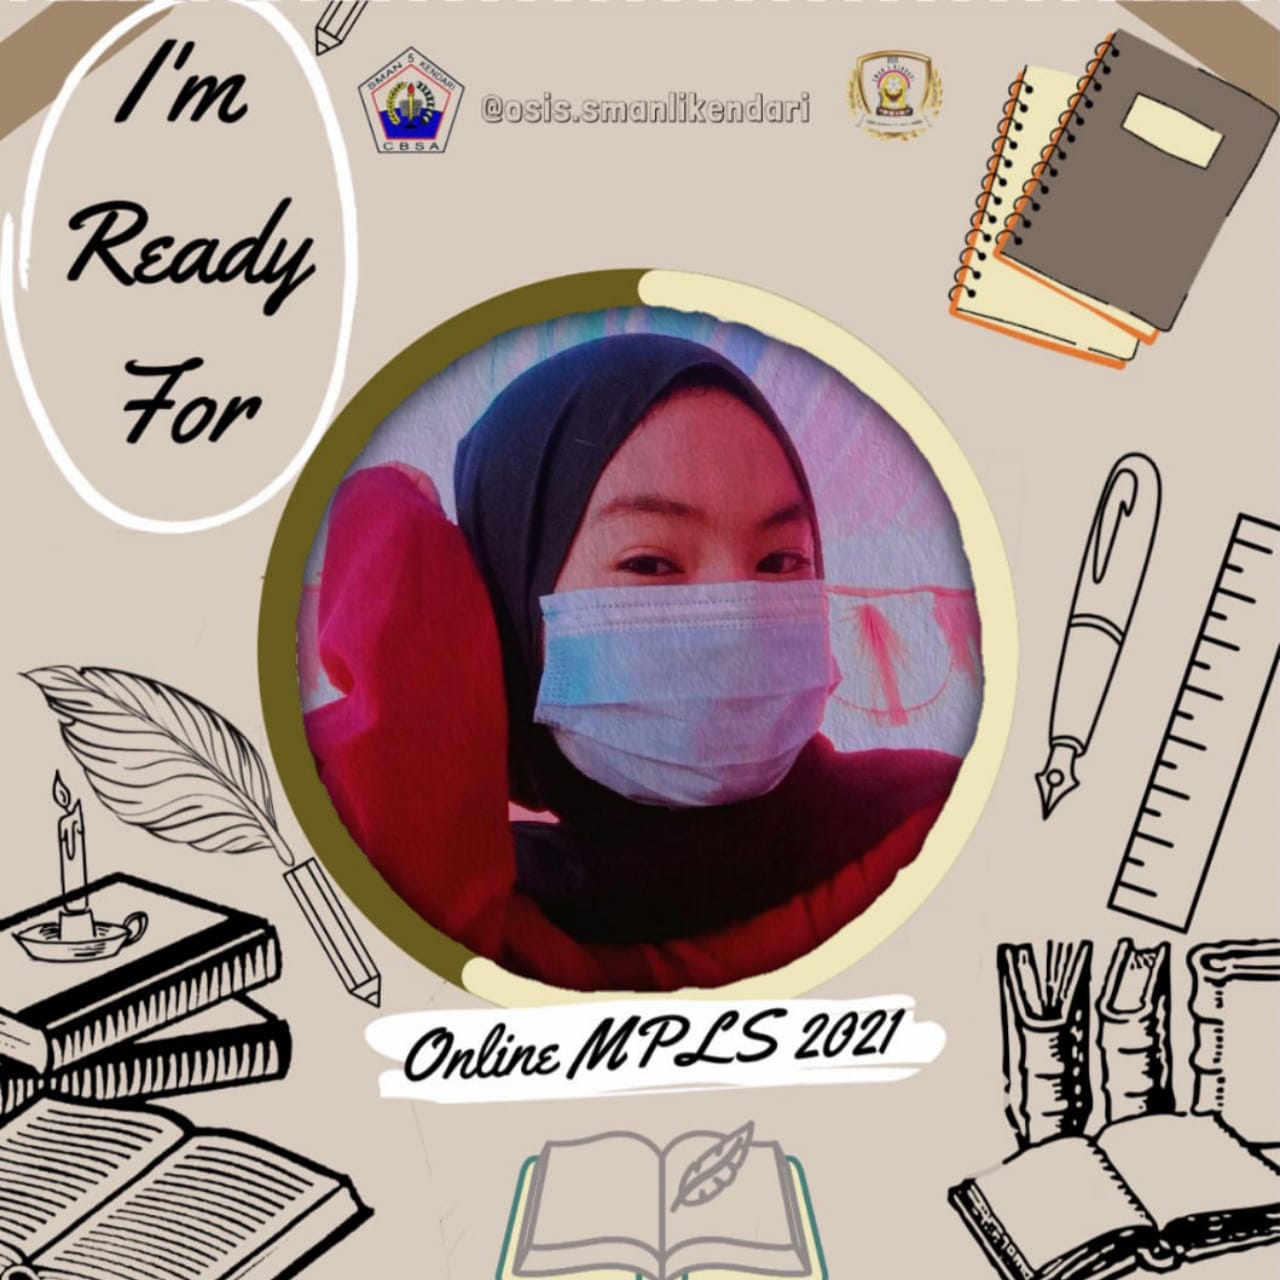 I'm
Ready
For
SMAN 5 KENDARI
CBSA
@osis.smanlikendari
Online MPLS 2021